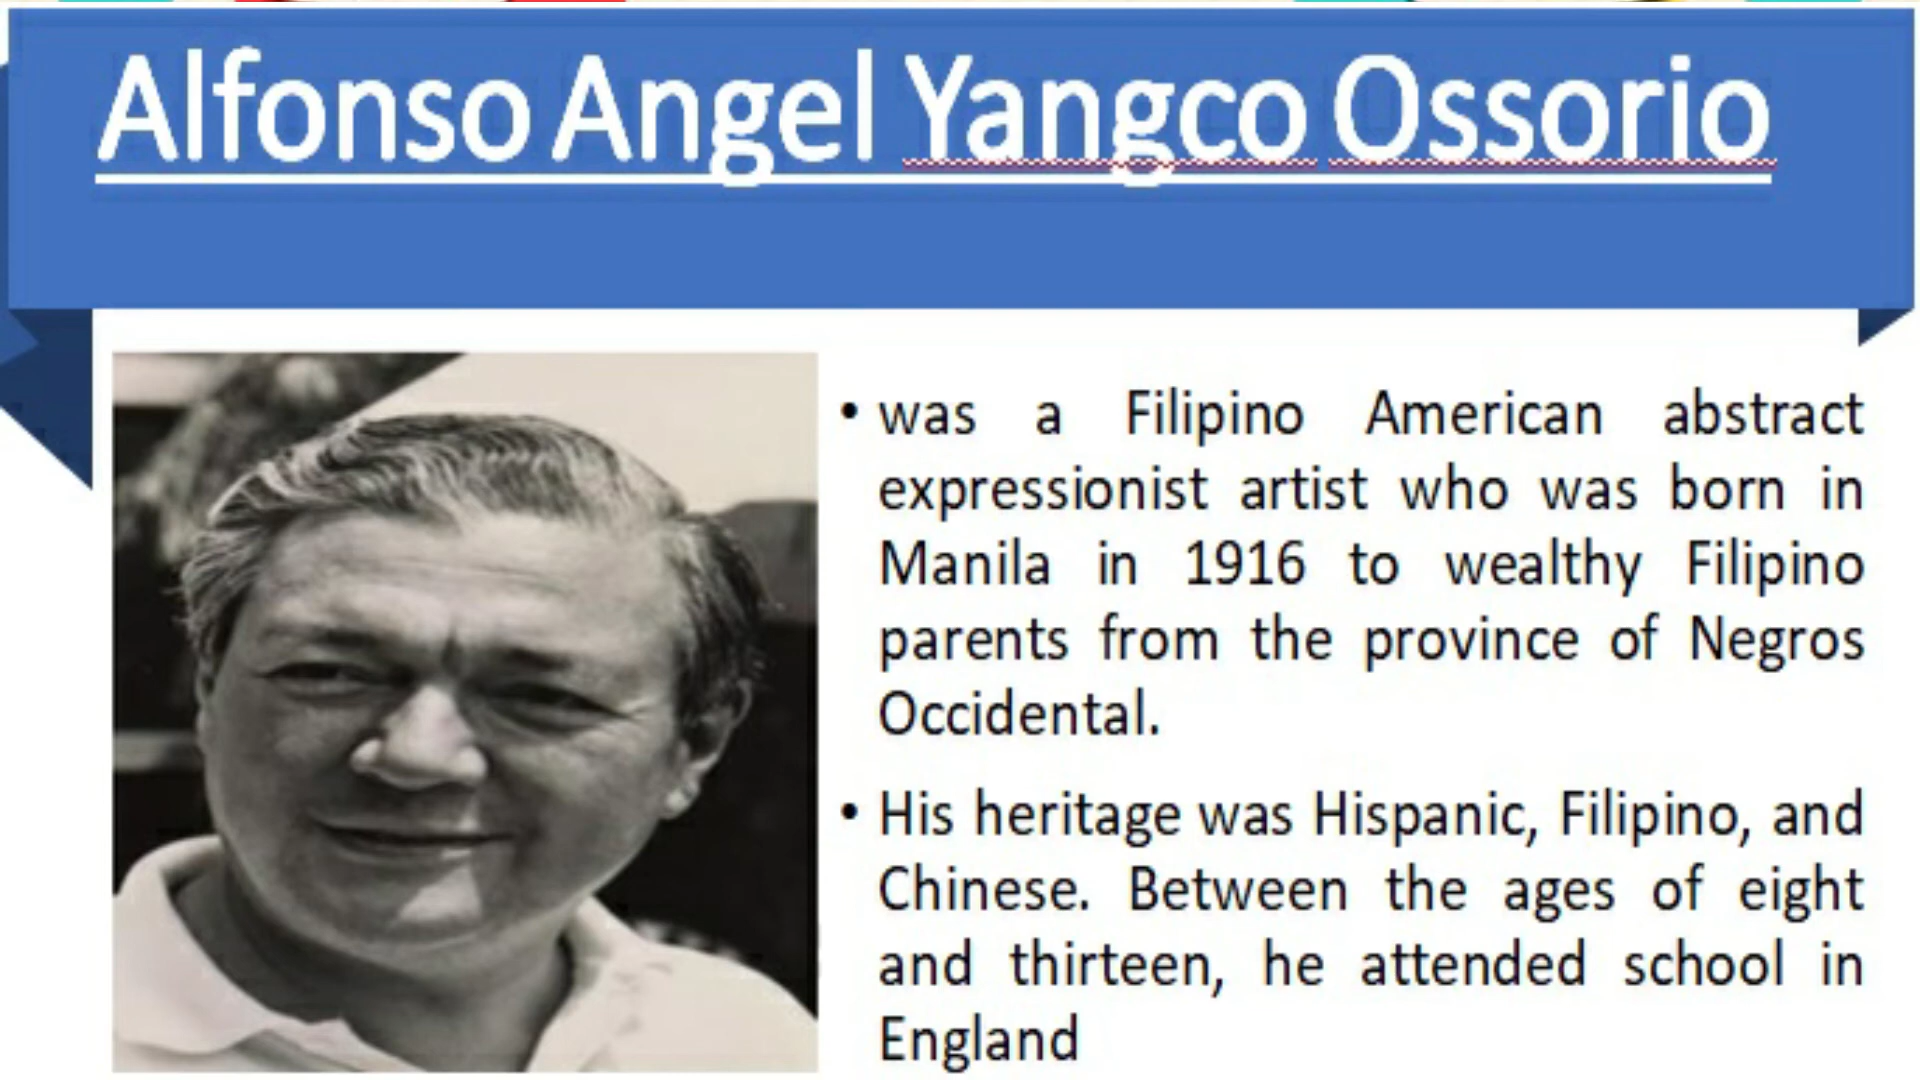 Alfonso Angel Yangco Ossorio
• was a Filipino American abstract
expressionist artist who was born in
Manila in 1916 to wealthy Filipino
parents from the province of Negros
Occidental.
• His heritage was Hispanic, Filipino, and
Chinese. Between the ages of eight
and thirteen, he attended school in
England